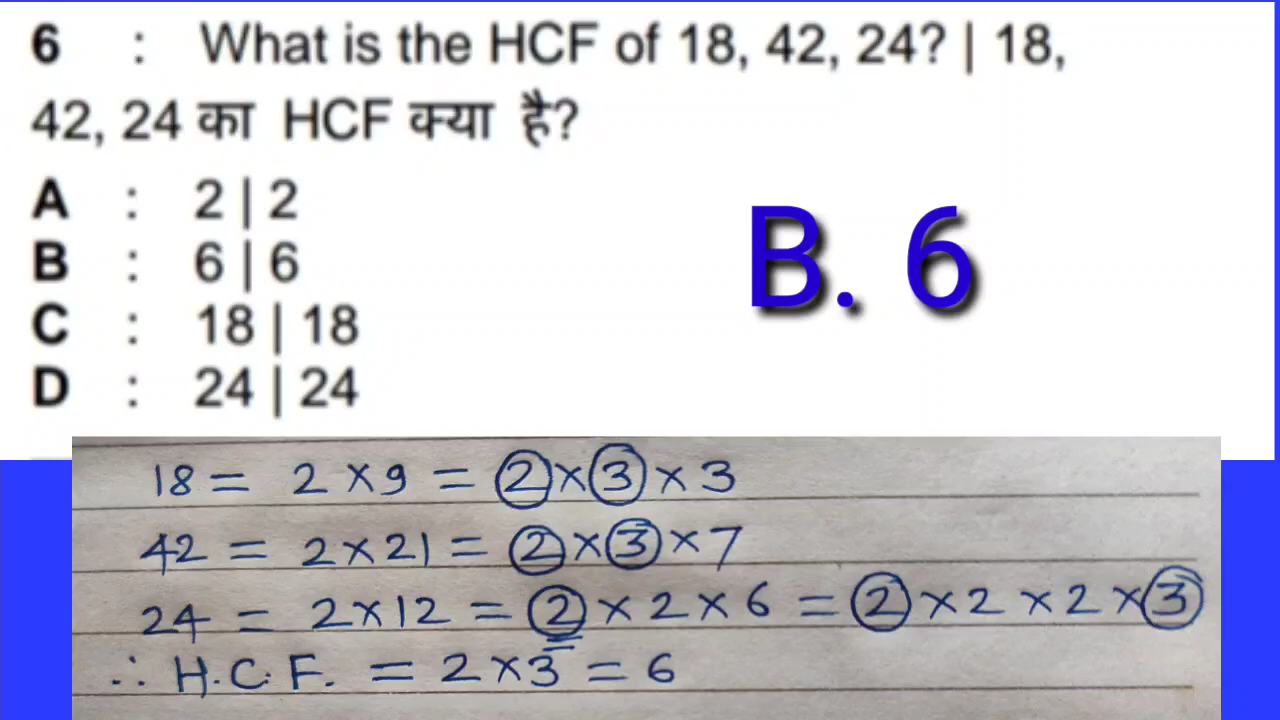 6 : What is the HCF of 18, 42, 24? | 18,
42, 24 का HCF क्या है?
A : 2 | 2
B : 6 | 6
C : 18 | 18
D : 24 | 24
B. 6
18 = 2 × 9 = 2 × 3 × 3
42 = 2 × 21 = 2 × 3 × 7
24 = 2 × 12 = 2 × 2 × 6 = 2 × 2 × 2 × 3
∴ H.C.F. = 2 × 3 = 6